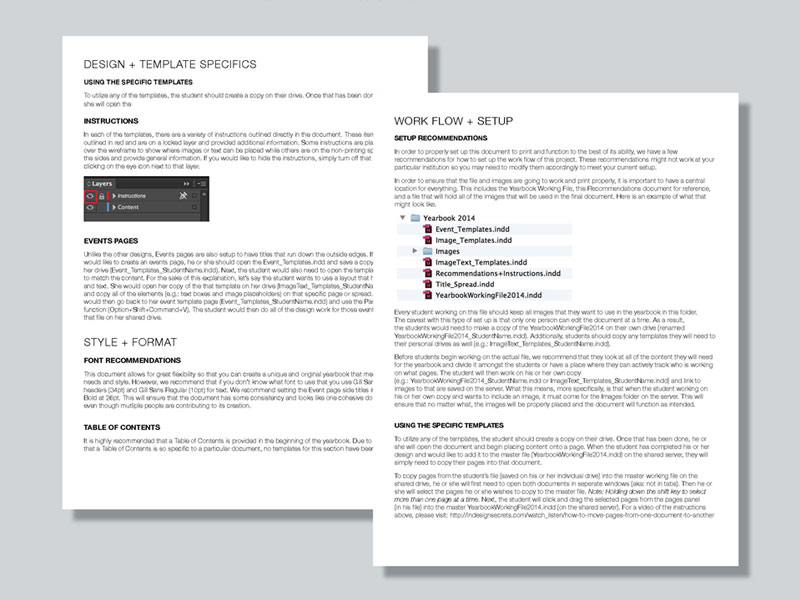 DESIGN + TEMPLATE SPECIFICS
USING THE SPECIFIC TEMPLATES
To utilize any of the templates, the student should create a copy on their drive. Once that has been dor
she will open the
INSTRUCTIONS
In each of the templates, there are a variety of instructions outlined directly in the document. These item
outlined in red and are on a locked layer and provided additional information. Some instructions are pla
over the wireframe to show where images or text can be placed while others are on the non-printing sp
the sides and provide general information. If you would like to hide the instructions, simply turn off that
clicking on the eye icon next to that layer.
Layers
Instructions
Content
EVENTS PAGES
Unlike the other designs, Events pages are also setup to have titles that run down the outside edges. If
would like to create an events page, he or she should open the Event_Templates.indd and save a copy
her drive (Event_Templates_StudentName.indd). Next, the student would also need to open the templa
to match the content. For the sake of this explanation, let's say the student wants to use a layout that h
and text. She would open her copy of the that template on her drive (ImageText_Templates_StudentNa
and copy all of the elements (e.g.: text boxes and image placeholders) on that specific page or spread.
would then go back to her event template page (Event_Templates_StudentName.indd) and use the Pas
function (Option+Shift+Command+V). The student would then do all of the design work for those event
that file on her shared drive.
STYLE + FORMAT
FONT RECOMMENDATIONS
This document allows for great flexibility so that you can create a unique and orginal yearbook that me
needs and style. However, we recommend that if you don't know what font to use that you use Gill Sar
headers (34pt) and Gill Sans Regular (10pt) for text. We recommend setting the Event page side titles i
Bold at 26pt. This will ensure that the document has some consistency and looks like one cohesive do
even though multiple people are contributing to its creation.
TABLE OF CONTENTS
It is highly recommended that a Table of Contents is provided in the beginning of the yearbook. Due to
that a Table of Contents is so specific to a particular document, no templates for this section have been
WORK FLOW + SETUP
SETUP RECOMMENDATIONS
In order to properly set up this document to print and function to the best of its ability, we have a few
recommendations for how to set up the work flow of this project. These recommendations might not work at your
particular institution so you may need to modify them accordingly to meet your current setup.
In order to ensure that the file and images are going to work and print properly, it is important to have a central
location for everything. This includes the Yearbook Working File, this Recommendations document for reference,
and a file that will hold all of the images that will be used in the final document. Here is an example of what that
might look like.
Yearbook 2014
Event_Templates.indd
Image_Templates.indd
Images
ImageText_Templates.indd
Recommendations+Instructions.indd
Title_Spread.indd
YearbookWorkingFile2014.indd
Every student working on this file should keep all images that they want to use in the yearbook in this folder.
The caveat with this type of set up is that only one person can edit the document at a time. As a result,
the students would need to make a copy of the YearbookWorkingFile2014 on their own drive (renamed
YearbookWorkingFile2014_StudentName.indd). Additionally, students should copy any templates they will need to
their personal drives as well (e.g.: ImageText_Templates_StudentName.indd).
Before students begin working on the actual file, we recommend that they look at all of the content they will need
for the yearbook and divide it amongst the students or have a place where they can actively track who is working
on what pages. The student will then work on his or her own copy
(e.g.: YearbookWorkingFile2014_StudentName.indd or ImageText_Templates_StudentName.indd) and link to
images to that are saved on the server. What this means, more specifically, is that when the student working on
his or her own copy and wants to include an image, it must come for the Images folder on the server. This will
ensure that no matter what, the images will be properly placed and the document will function as intended.
USING THE SPECIFIC TEMPLATES
To utilize any of the templates, the student should create a copy on their drive. Once that has been done, he or
she will open the document and begin placing content onto a page. When the student has completed his or her
design and would like to add it to the master file (YearbookWorkingFile2014.indd) on the shared server, they will
simply need to copy their pages into that document.
To copy pages from the student's file (saved on his or her individual drive) into the master working file on the
shared drive, he or she will first need to open both documents in seperate windows (aka: not in tabs). Then he or
she will select the pages he or she wishes to copy to the master file. Note: Holding down the shift key to select
more than one page at a time. Next, the student will click and drag the selected pages from the pages panel
(in his file) into the master YearbookWorkingFile2014.indd (on the shared server). For a video of the instructions
above, please visit: http://indesignsecrets.com/watch_listen/how-to-move-pages-from-one-document-to-another